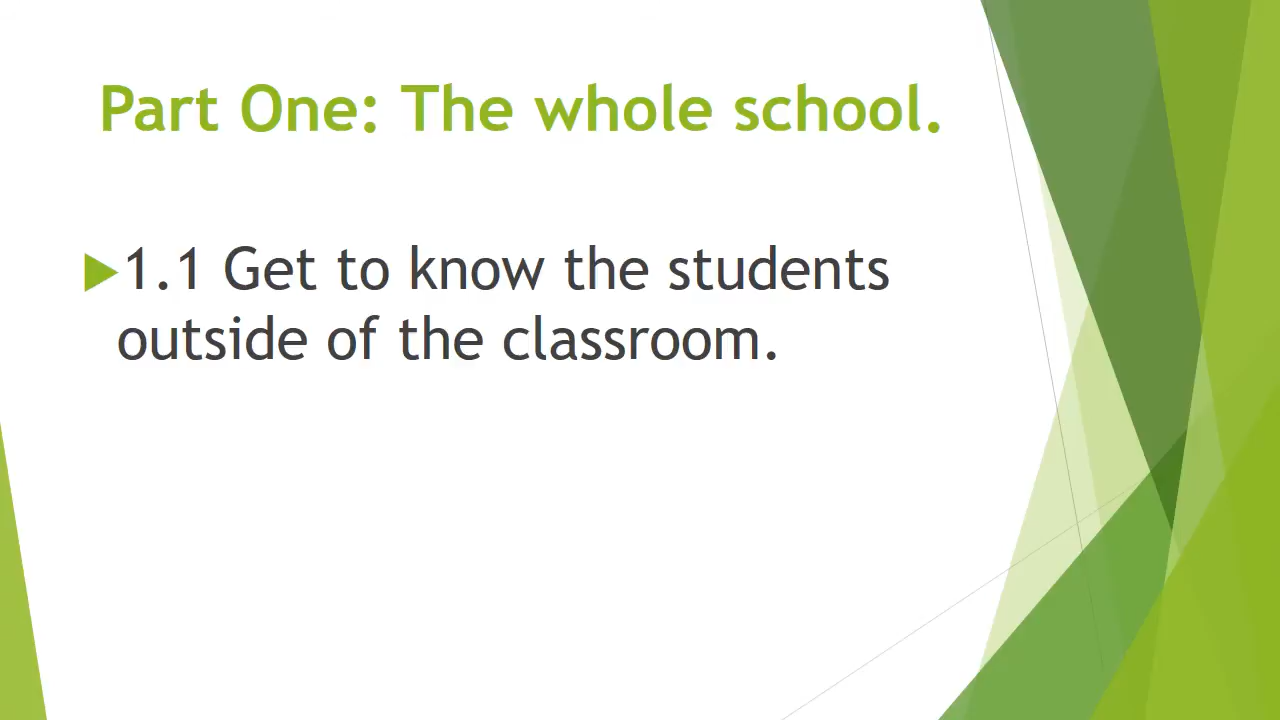 Part One: The whole school.
1.1 Get to know the students
outside of the classroom.